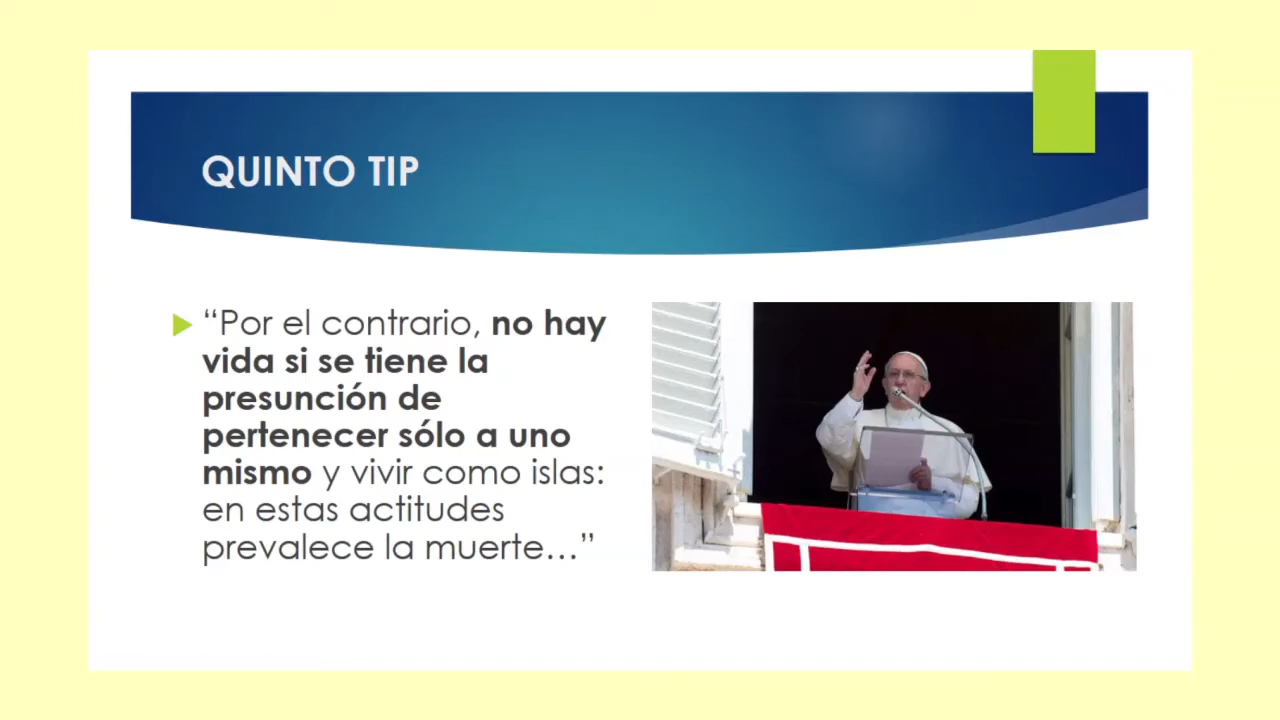 QUINTO TIP
“Por el contrario, no hay
vida si se tiene la
presunción de
pertenecer sólo a uno
mismo y vivir como islas:
en estas actitudes
prevalece la muerte…”